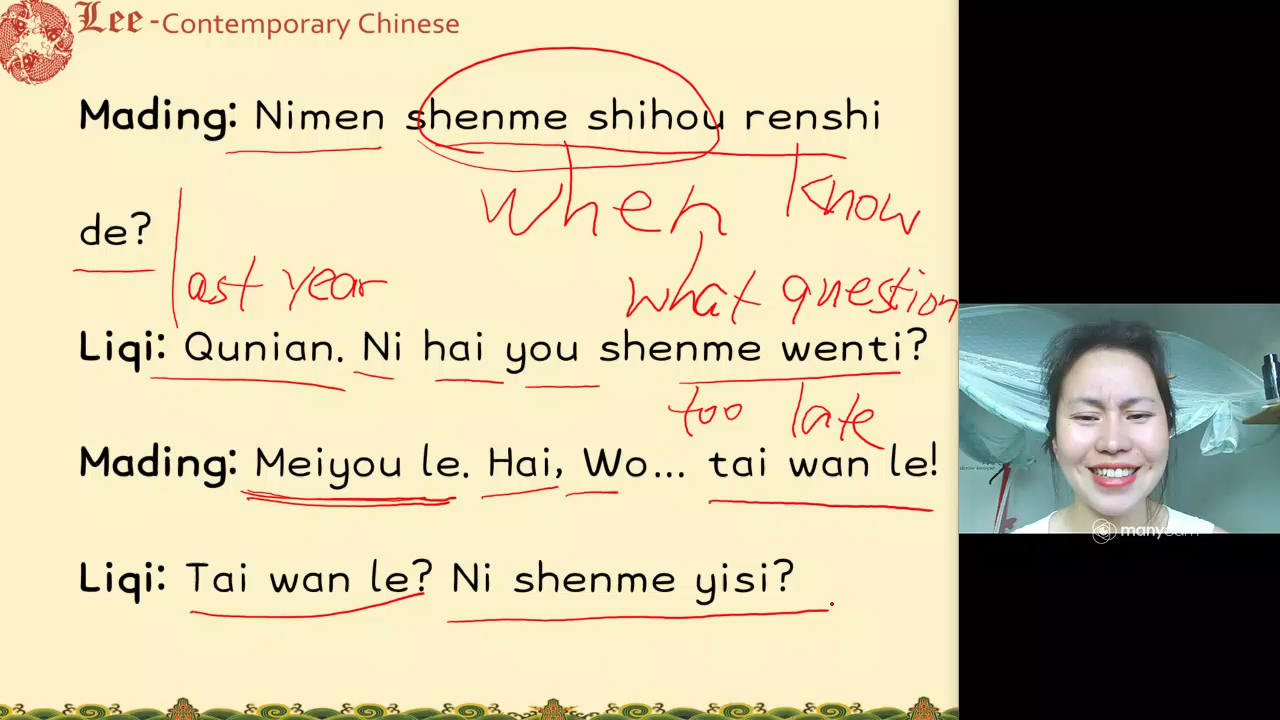 Lee -Contemporary Chinese
Mading: Nimen shenme shihou renshi
when know
de?
last year
what question
Liqi: Qunian. Ni hai you shenme wenti?
too late
Mading: Meiyou le. Hai, Wo... tai wan le!
manycam
Liqi: Tai wan le? Ni shenme yisi?